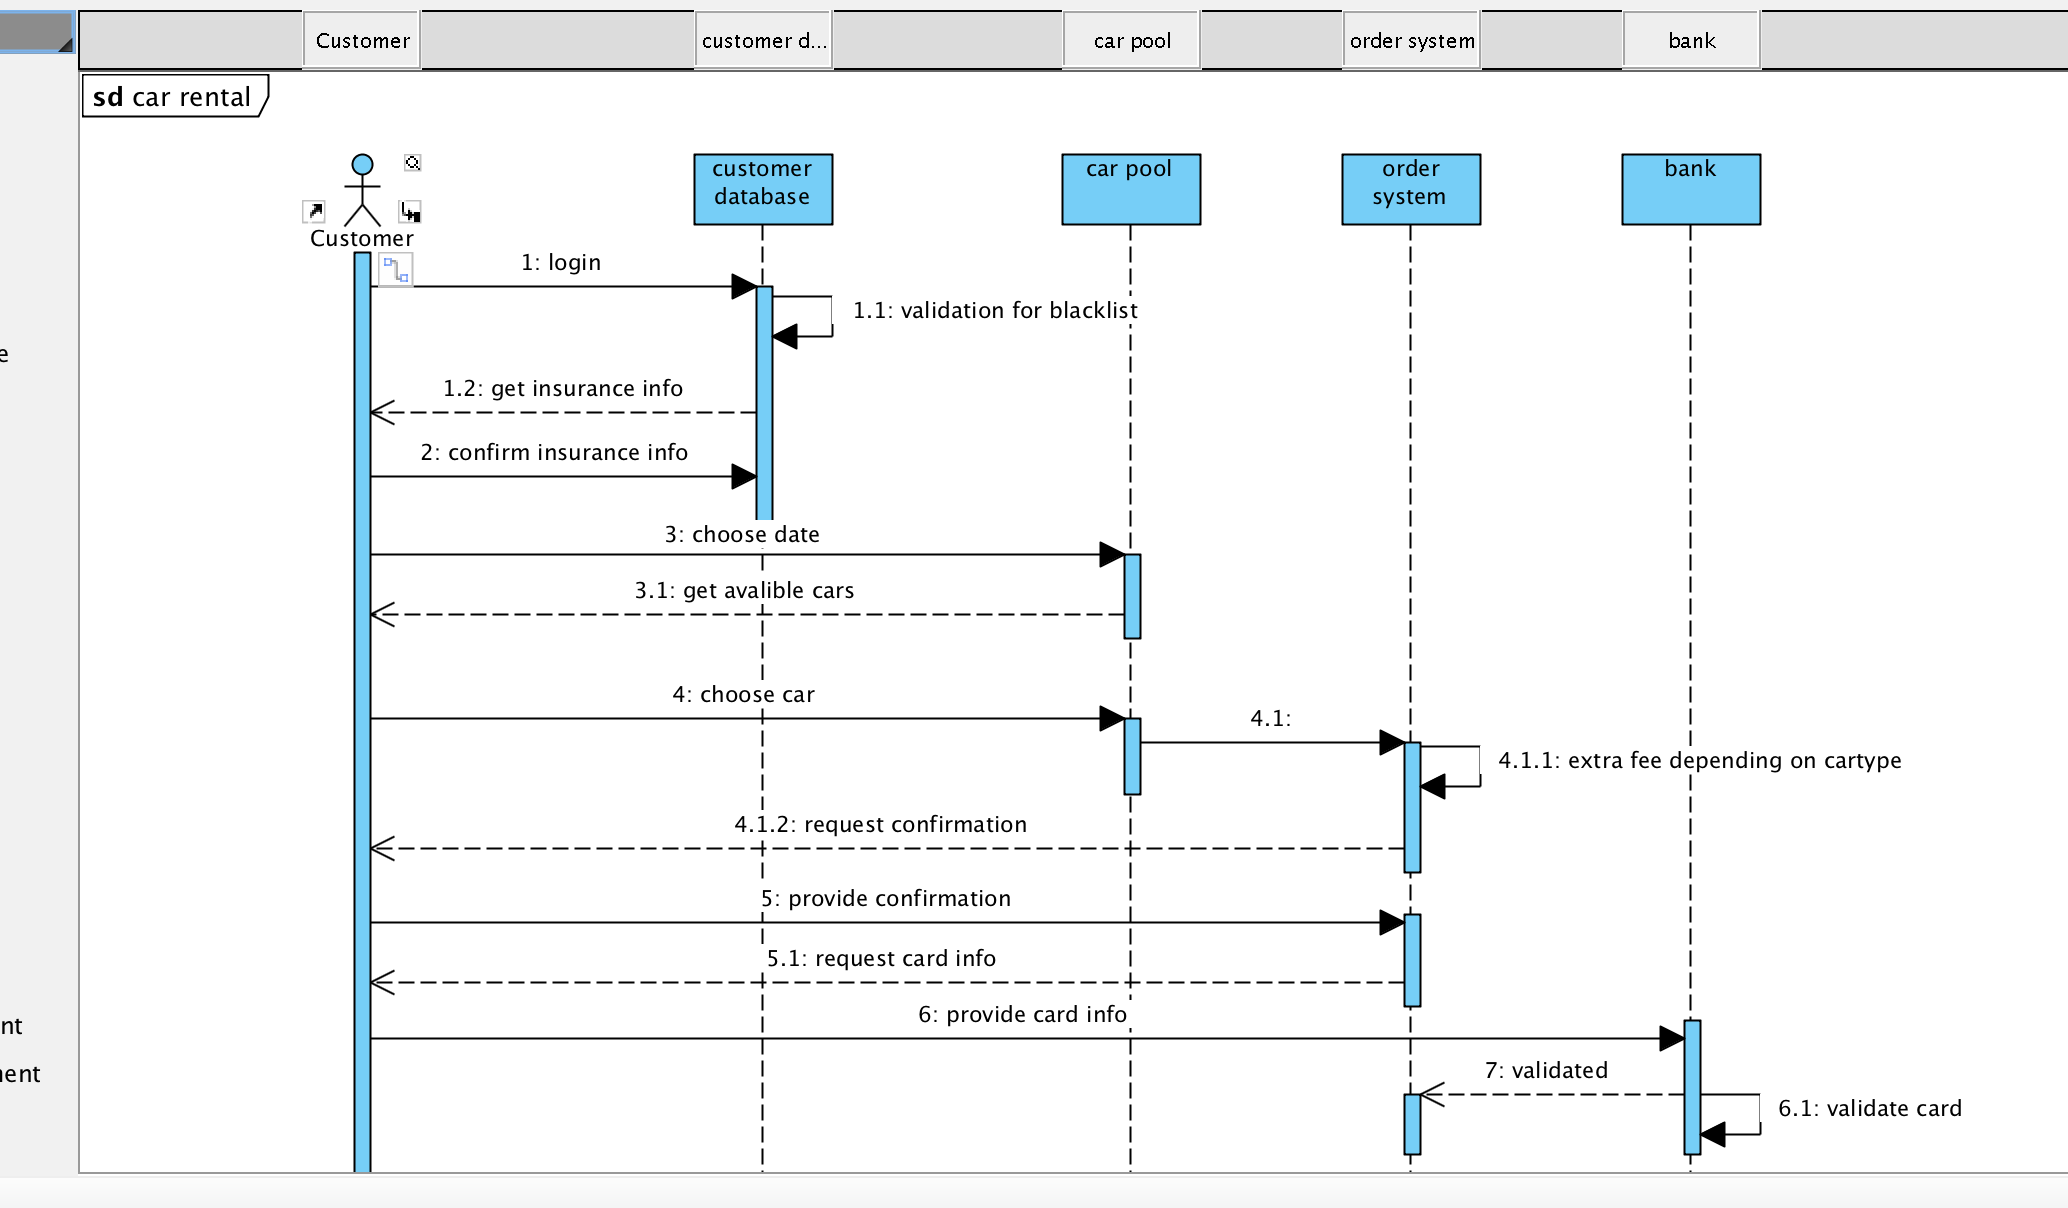 Customer
customer d...
car pool
order system
bank
sd car rental
customer
database
car pool
order
system
bank
Customer
1: login
1.1: validation for blacklist
e
1.2: get insurance info
2: confirm insurance info
3: choose date
3.1: get avalible cars
4: choose car
4.1:
4.1.1: extra fee depending on cartype
4.1.2: request confirmation
5: provide confirmation
5.1: request card info
6: provide card info
nt
7: validated
nent
6.1: validate card